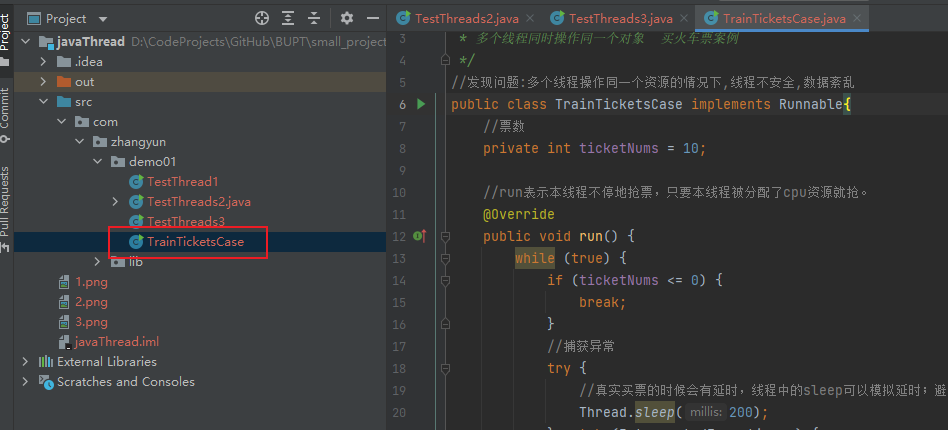 Project
Project
Commit
Pull Requests
javaThread D:\CodeProjects\GitHub\BUPT\small_project
.idea
out
src
com
zhangyun
demo01
TestThread1
TestThreads2.java
TestThreads3
TrainTicketsCase
lib
1.png
2.png
3.png
javaThread.iml
External Libraries
Scratches and Consoles
TestThreads2.java TestThreads3.java TrainTicketsCase.java
3 * 多个线程同时操作同一个对象 买火车票案例
4 */
5 //发现问题:多个线程操作同一个资源的情况下,线程不安全,数据紊乱
6 public class TrainTicketsCase implements Runnable{
7 //票数
8 private int ticketNums = 10;
9
10 //run表示本线程不停地抢票，只要本线程被分配了cpu资源就抢。
11 @Override
12 public void run() {
13 while (true) {
14 if (ticketNums <= 0) {
15 break;
16 }
17 //捕获异常
18 try {
19 //真实买票的时候会有延时，线程中的sleep可以模拟延时；避
20 Thread.sleep( millis: 200);